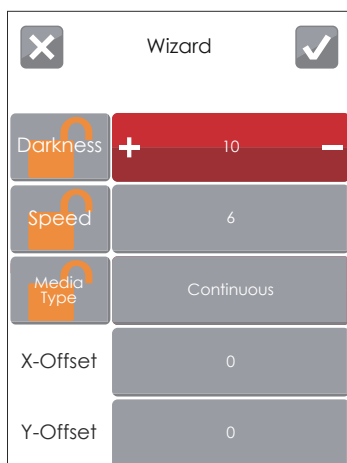 Wizard
Darkness
+ 10 −
Speed
6
Media
Type
Continuous
X-Offset
0
Y-Offset
0